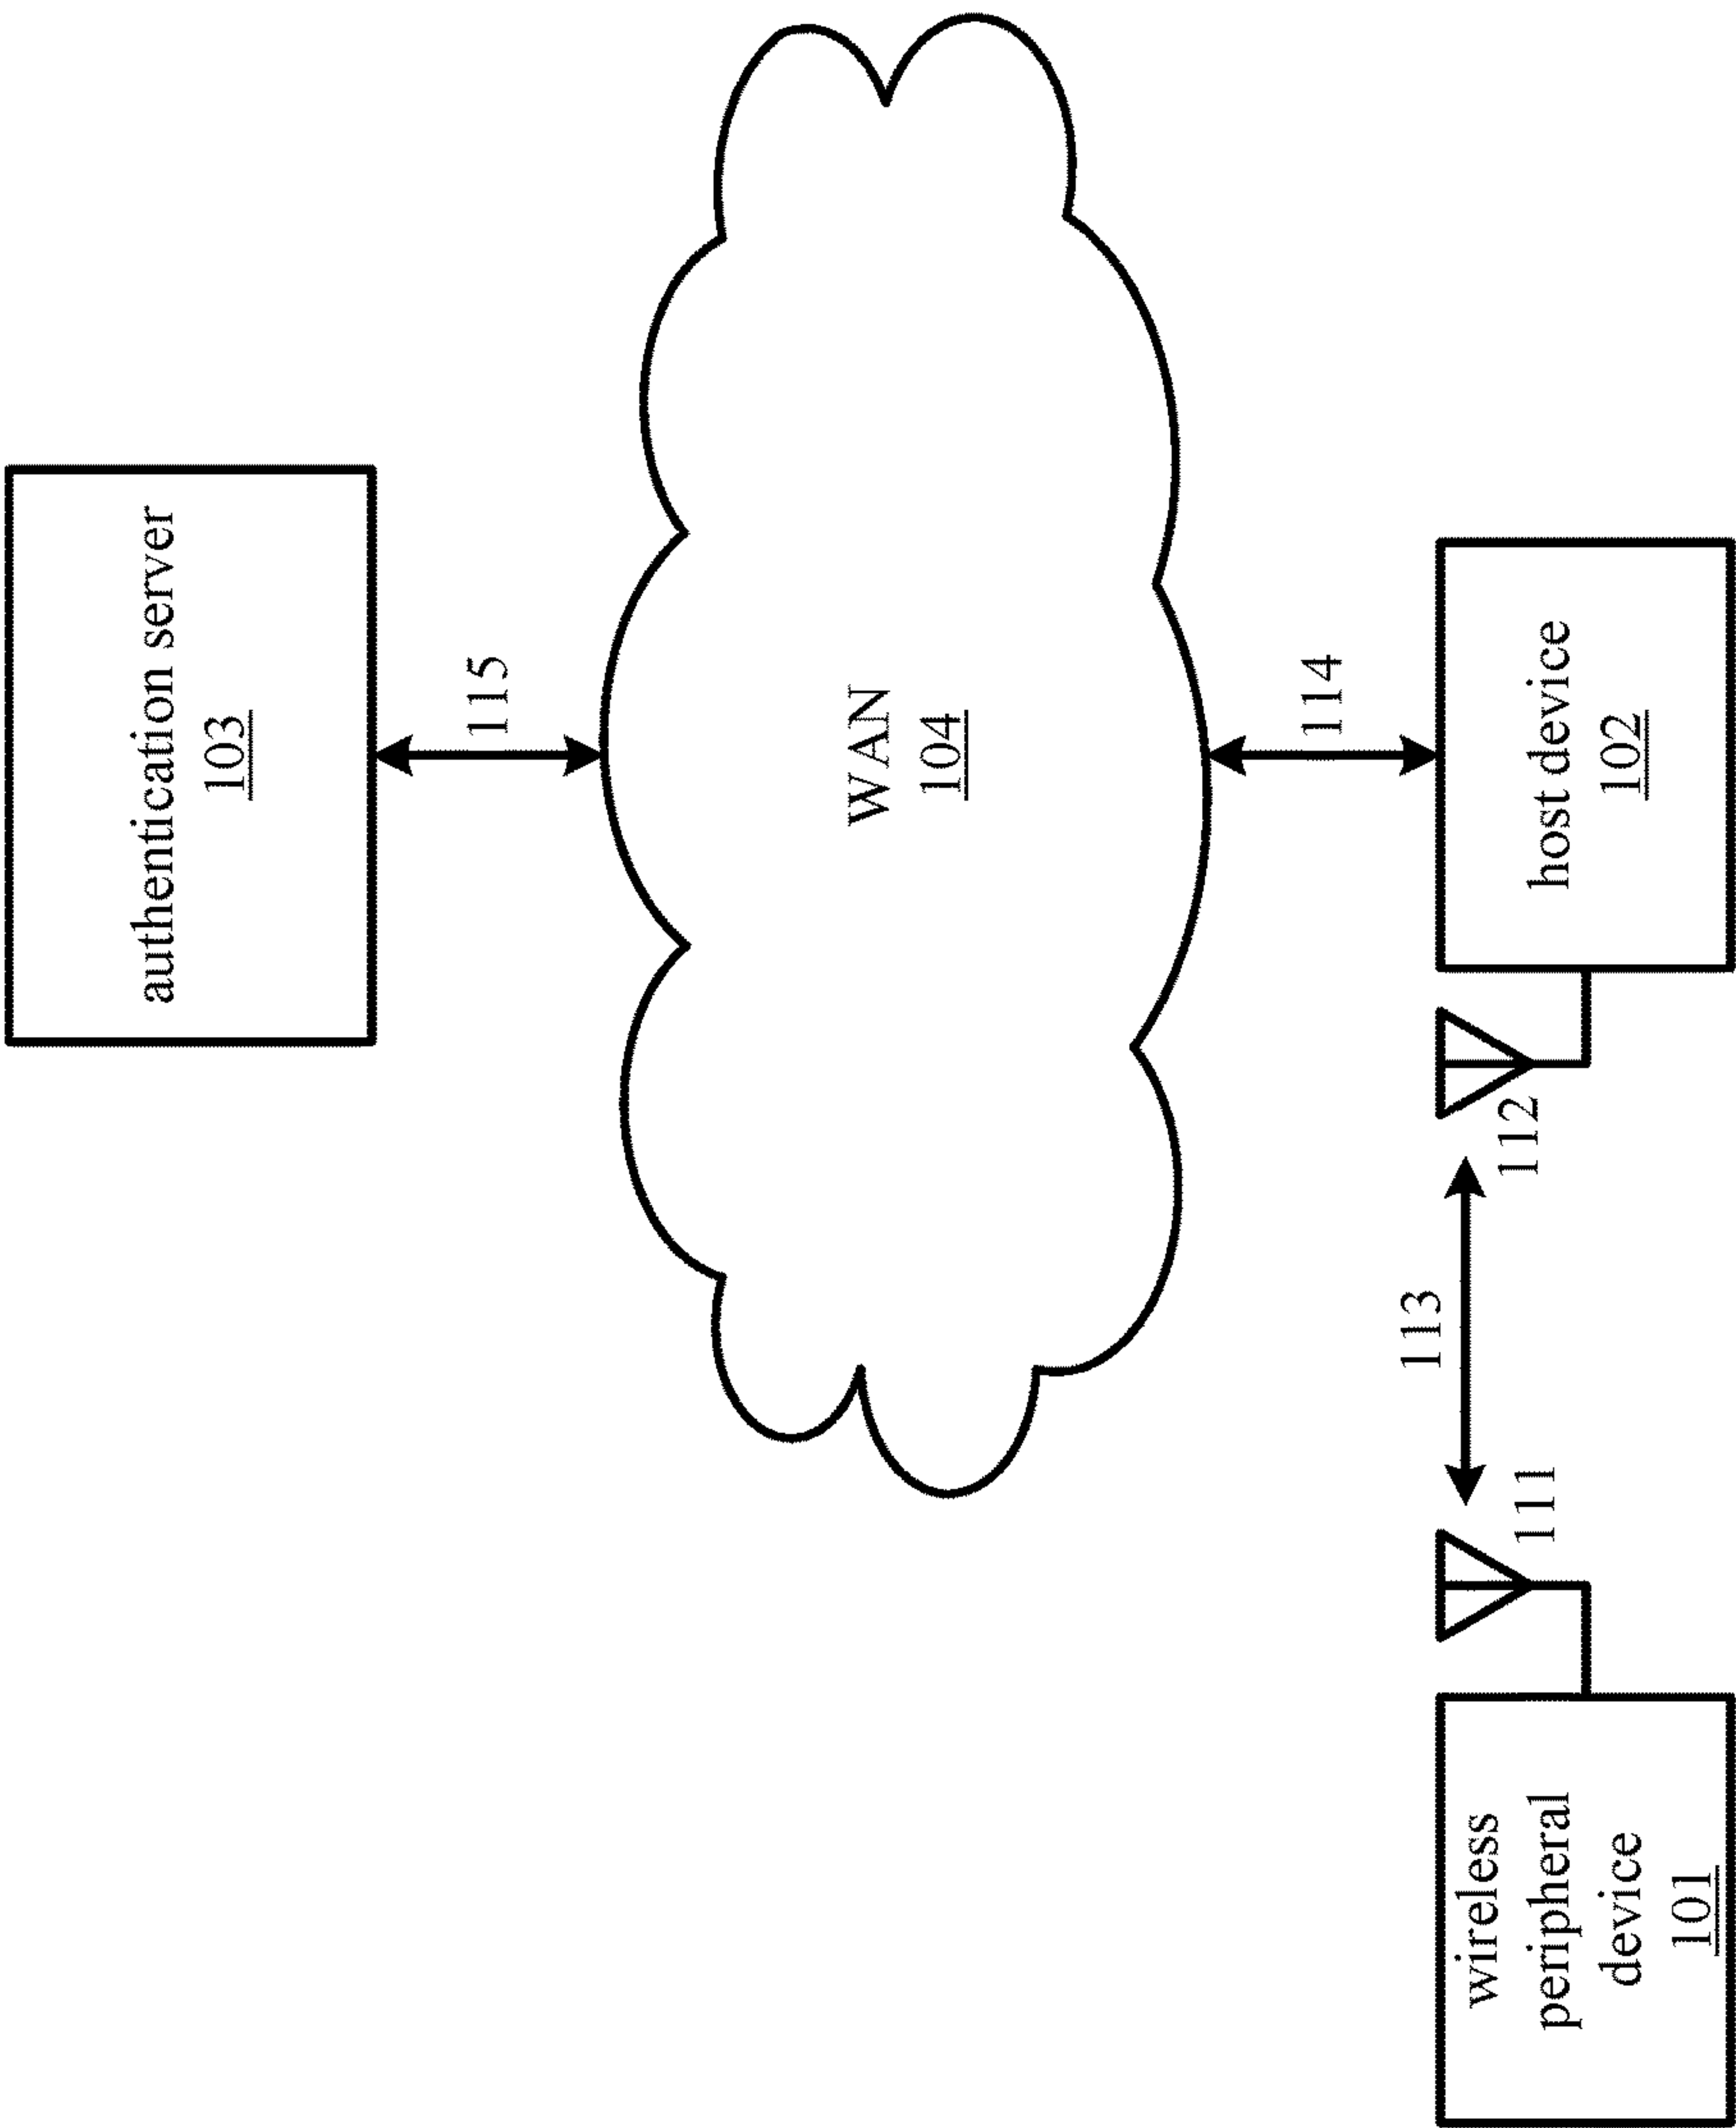 authentication server
103
115
WAN
104
114
113
wireless
peripheral
device
101
111
112
host device
102